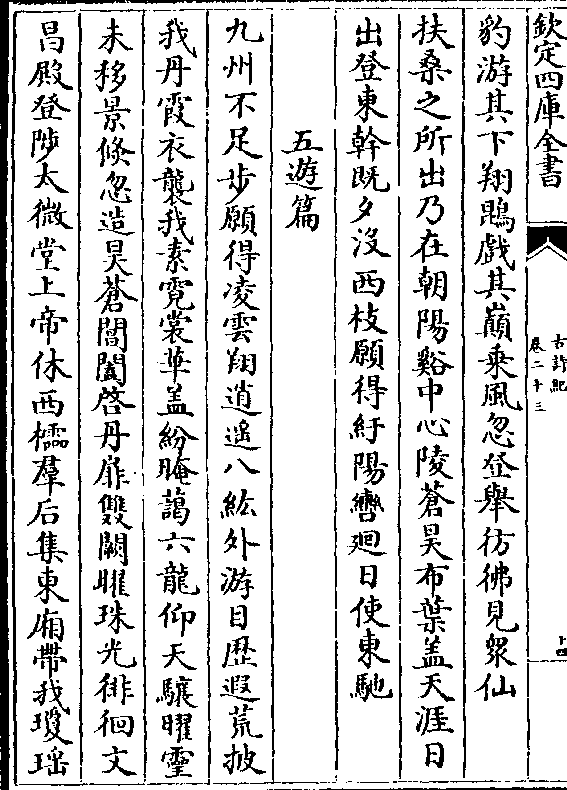 欽定四庫全書
古詩紀
卷二十三
十四
豹游其下翔鵾戲其巔乗風忽登舉彷彿見衆仙
扶桑之所出乃在朝陽谿中心陵蒼昊布葉盖天涯日
出登東幹既夕沒西枝願得紆陽轡廻日使東馳
五遊篇
九州不足步願得凌雲翔逍遥八紘外游目歴遐荒披
我丹霞衣襲我素霓裳華盖紛晻藹六龍仰天驤曜靈
未移景倐忽造昊蒼閶闔啓丹扉雙闕曜珠光徘徊文
昌殿登陟太微堂上帝休西櫺羣后集東廂帶我瓊瑶